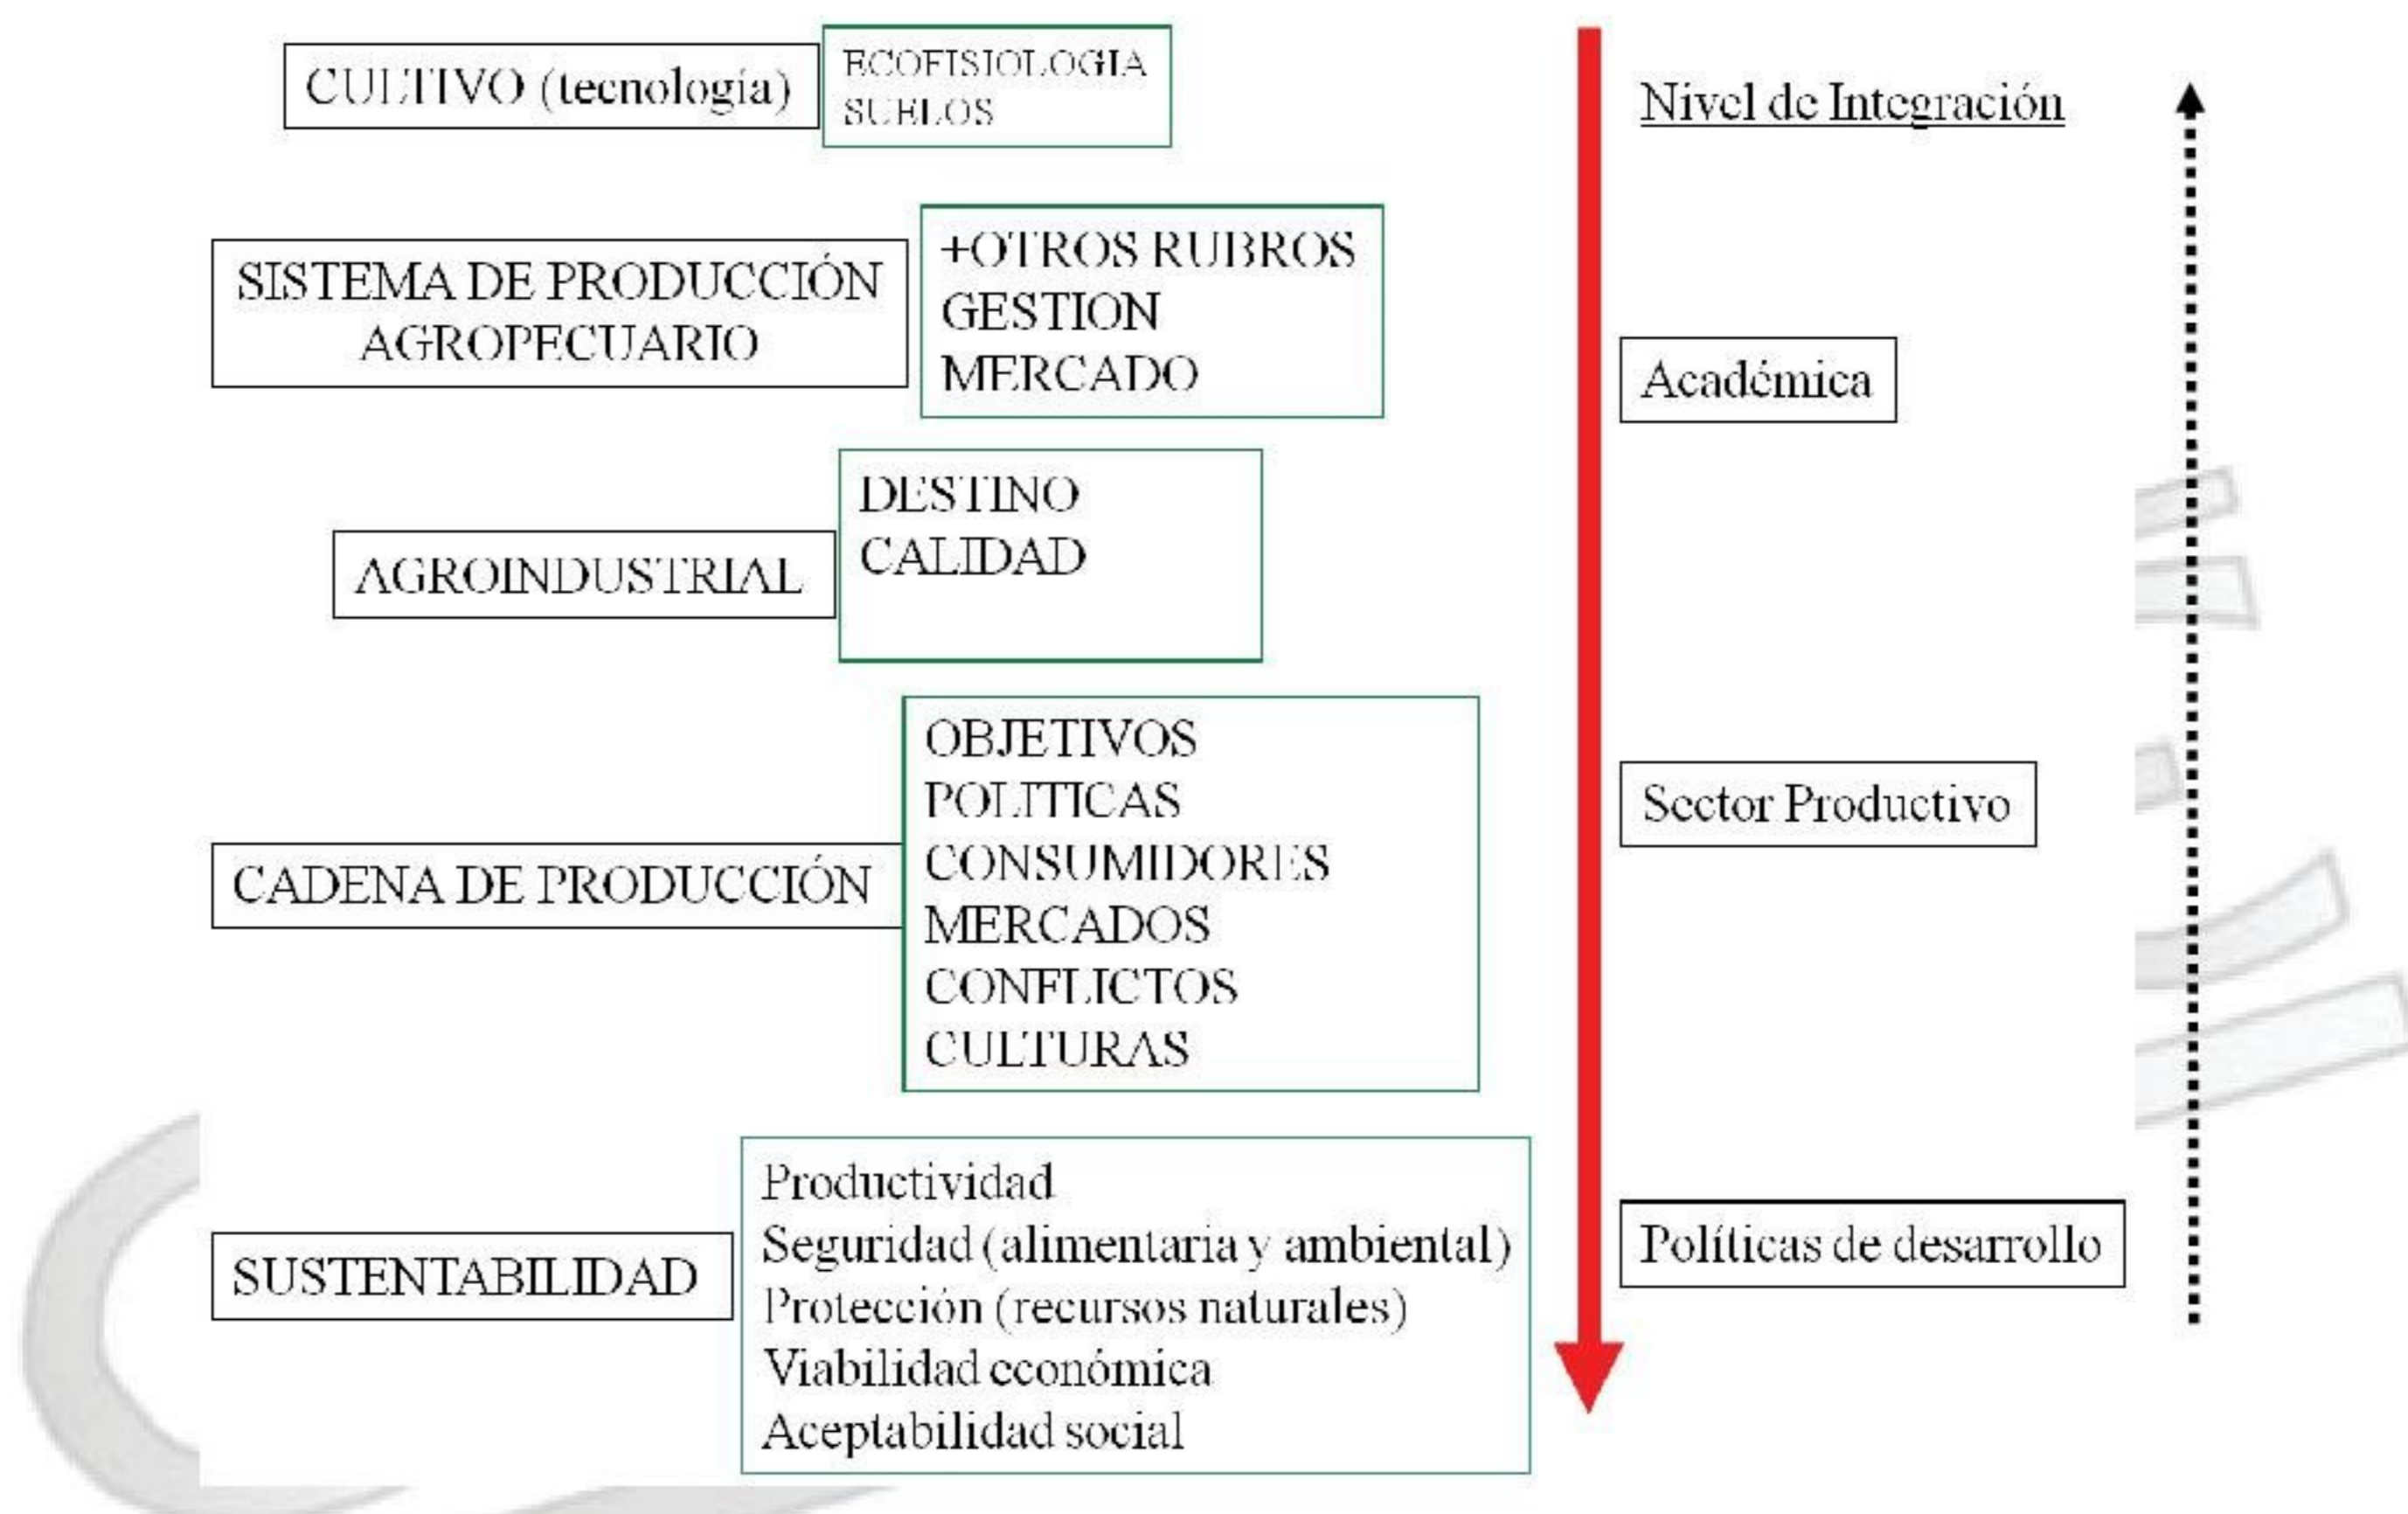 CULTIVO (tecnología)
ECOFISIOLOGIA
SUELOS
Nivel de Integración
SISTEMA DE PRODUCCIÓN
AGROPECUARIO
+OTROS RUBROS
GESTION
MERCADO
Académica
AGROINDUSTRIAL
DESTINO
CALIDAD
CADENA DE PRODUCCIÓN
OBJETIVOS
POLITICAS
CONSUMIDORES
MERCADOS
CONFLICTOS
CULTURAS
Sector Productivo
SUSTENTABILIDAD
Productividad
Seguridad (alimentaria y ambiental)
Protección (recursos naturales)
Viabilidad económica
Aceptabilidad social
Políticas de desarrollo